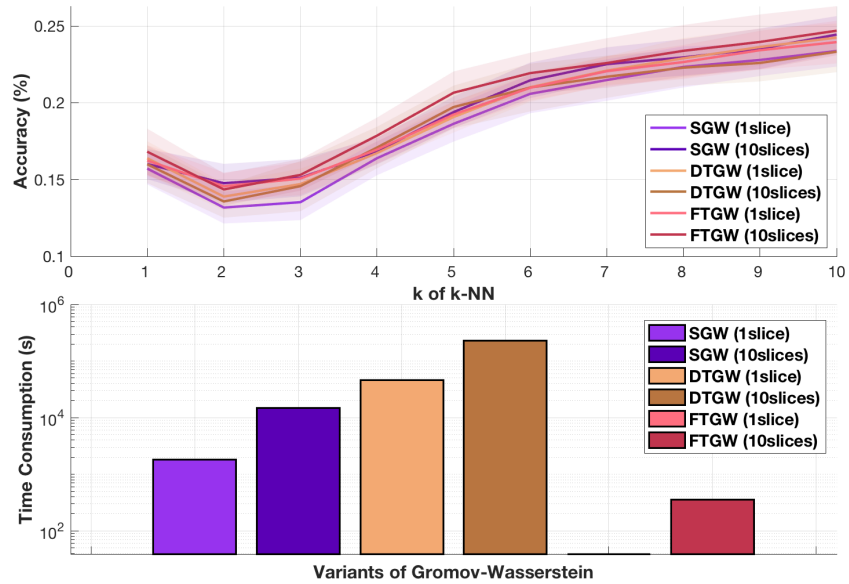 0.25
0.2
0.15
0.1
Accuracy (%)
SGW (1slice)
SGW (10slices)
DTGW (1slice)
DTGW (10slices)
FTGW (1slice)
FTGW (10slices)
0 1 2 3 4 5 6 7 8 9 10
k of k-NN
10^6
10^4
10^2
Time Consumption (s)
SGW (1slice)
SGW (10slices)
DTGW (1slice)
DTGW (10slices)
FTGW (1slice)
FTGW (10slices)
Variants of Gromov-Wasserstein